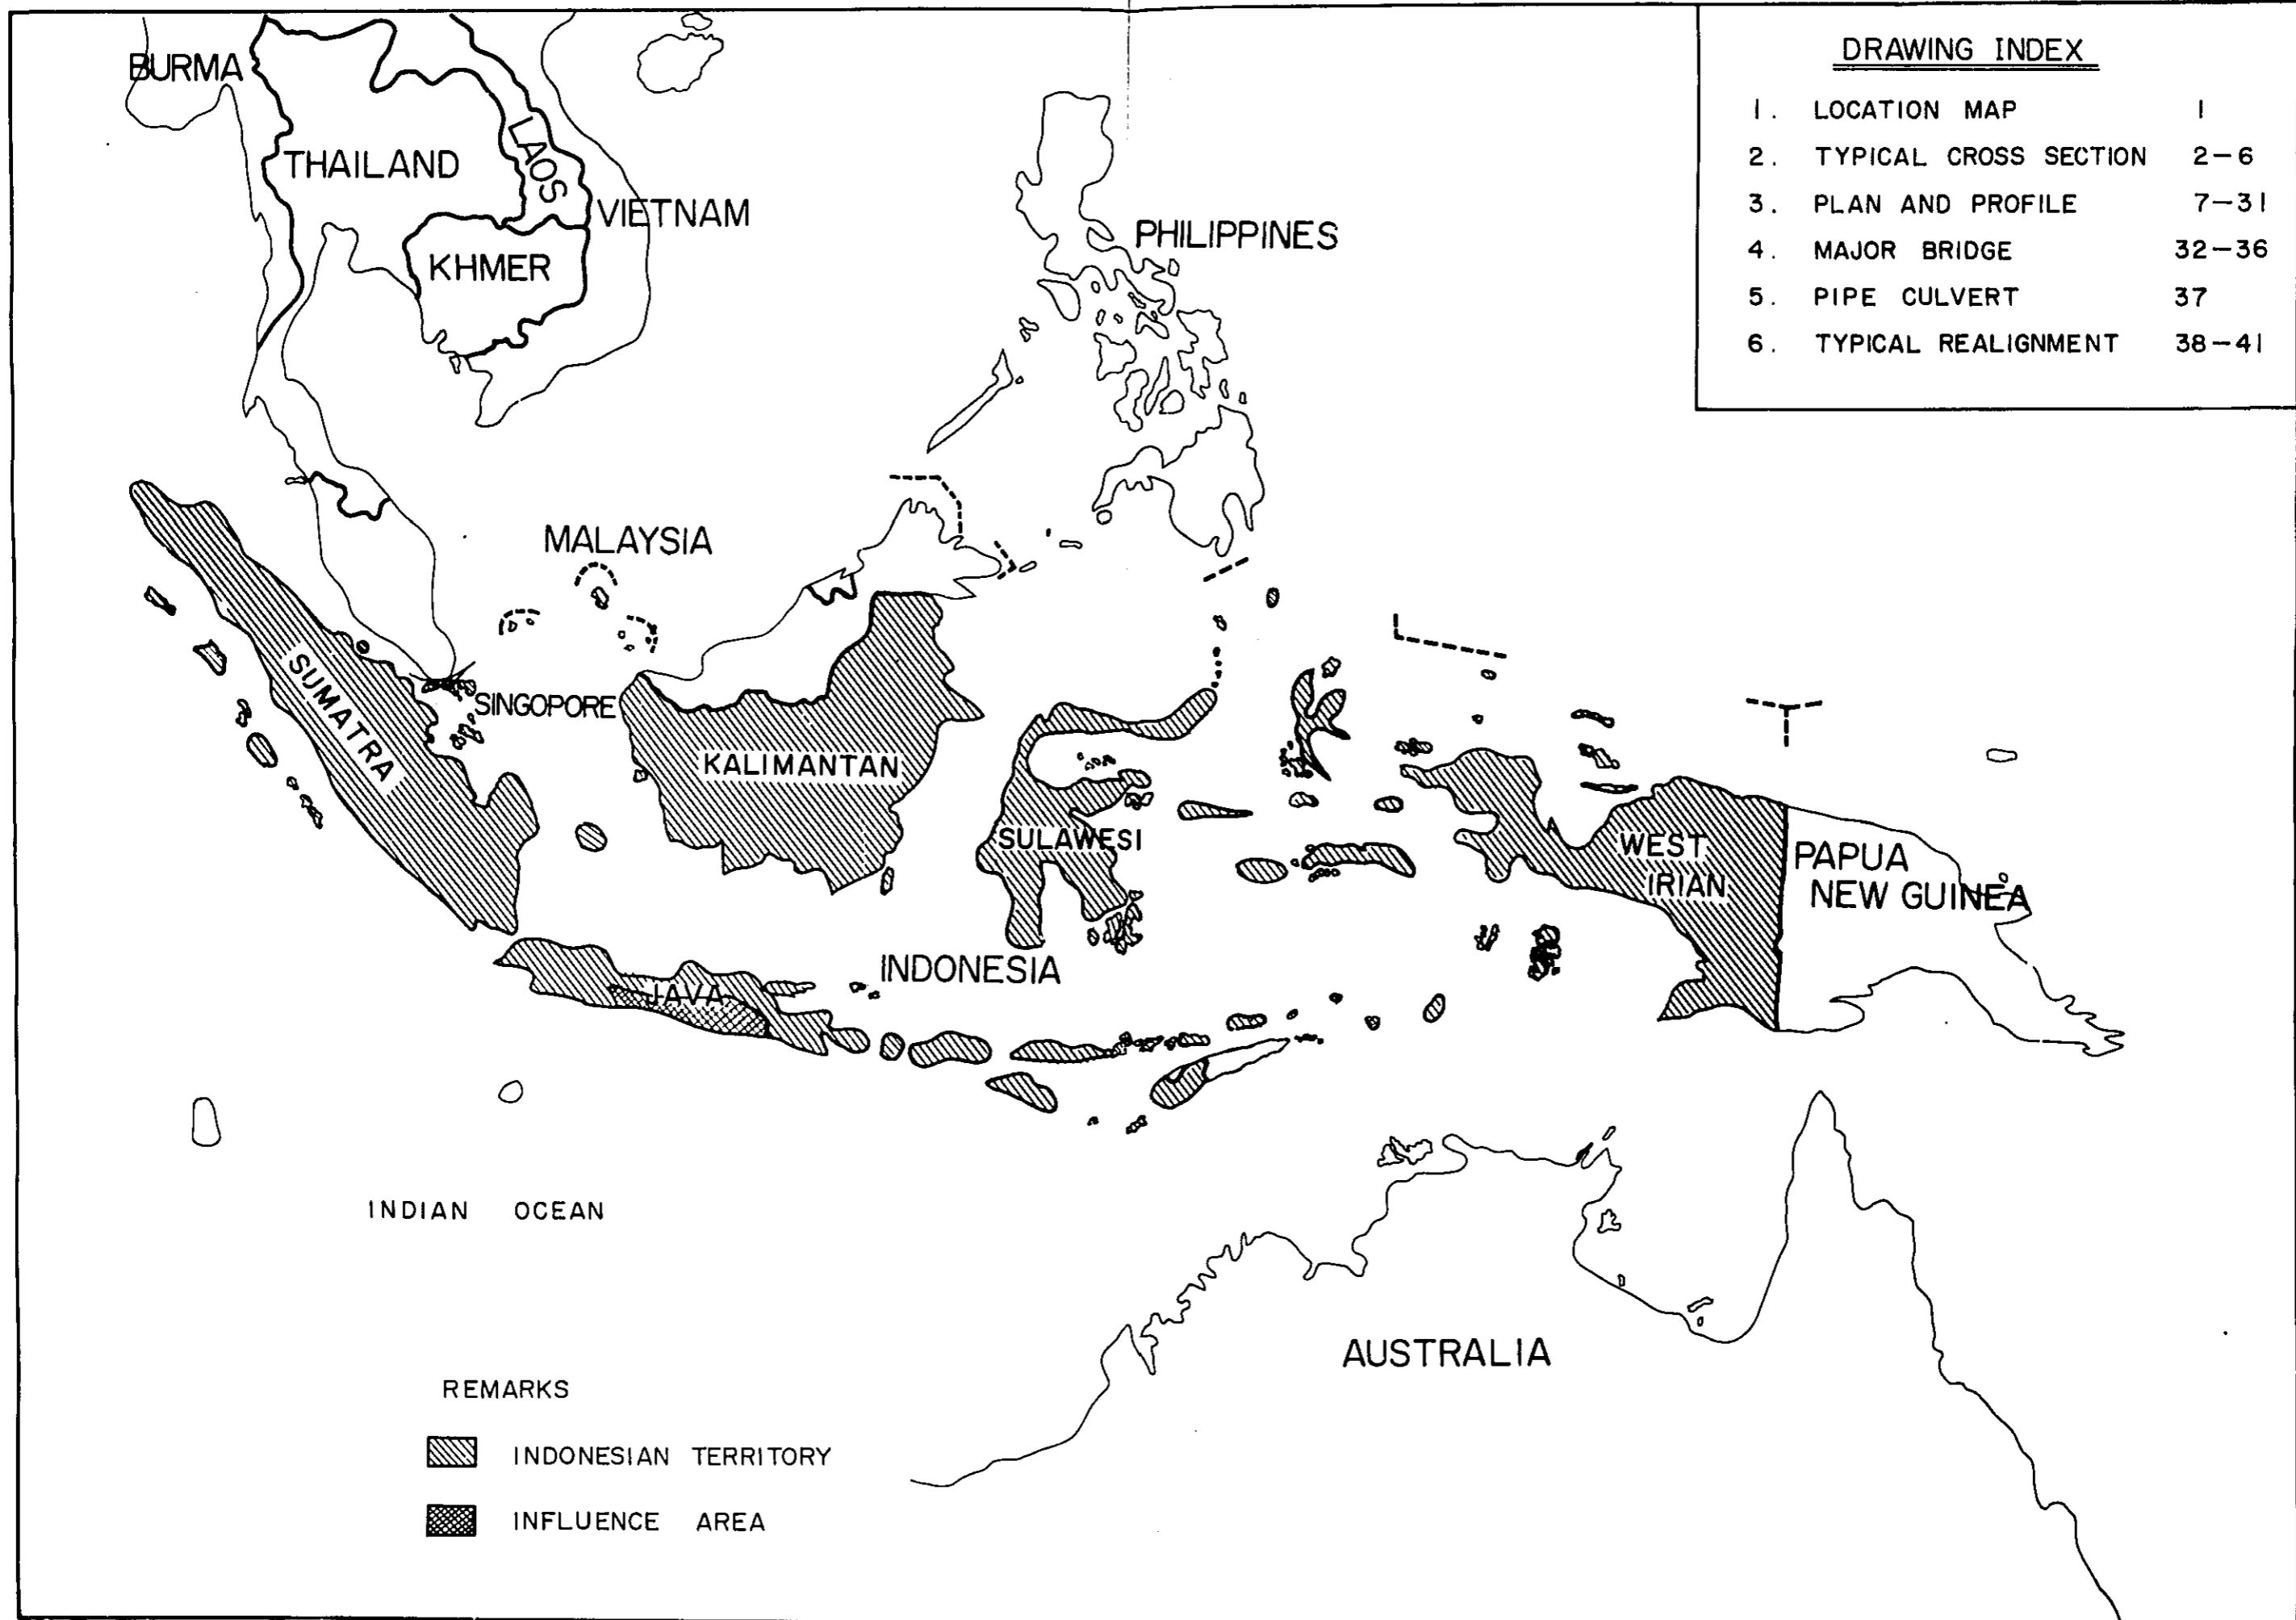 DRAWING INDEX
1. LOCATION MAP 1
2. TYPICAL CROSS SECTION 2-6
3. PLAN AND PROFILE 7-31
4. MAJOR BRIDGE 32-36
5. PIPE CULVERT 37
6. TYPICAL REALIGNMENT 38-41
BURMA
THAILAND
LAOS
VIETNAM
KHMER
PHILIPPINES
MALAYSIA
SINGOPORE
SUMATRA
KALIMANTAN
SULAWESI
WEST
IRIAN
PAPUA
NEW GUINEA
JAVA
INDONESIA
INDIAN OCEAN
AUSTRALIA
REMARKS
INDONESIAN TERRITORY
INFLUENCE AREA